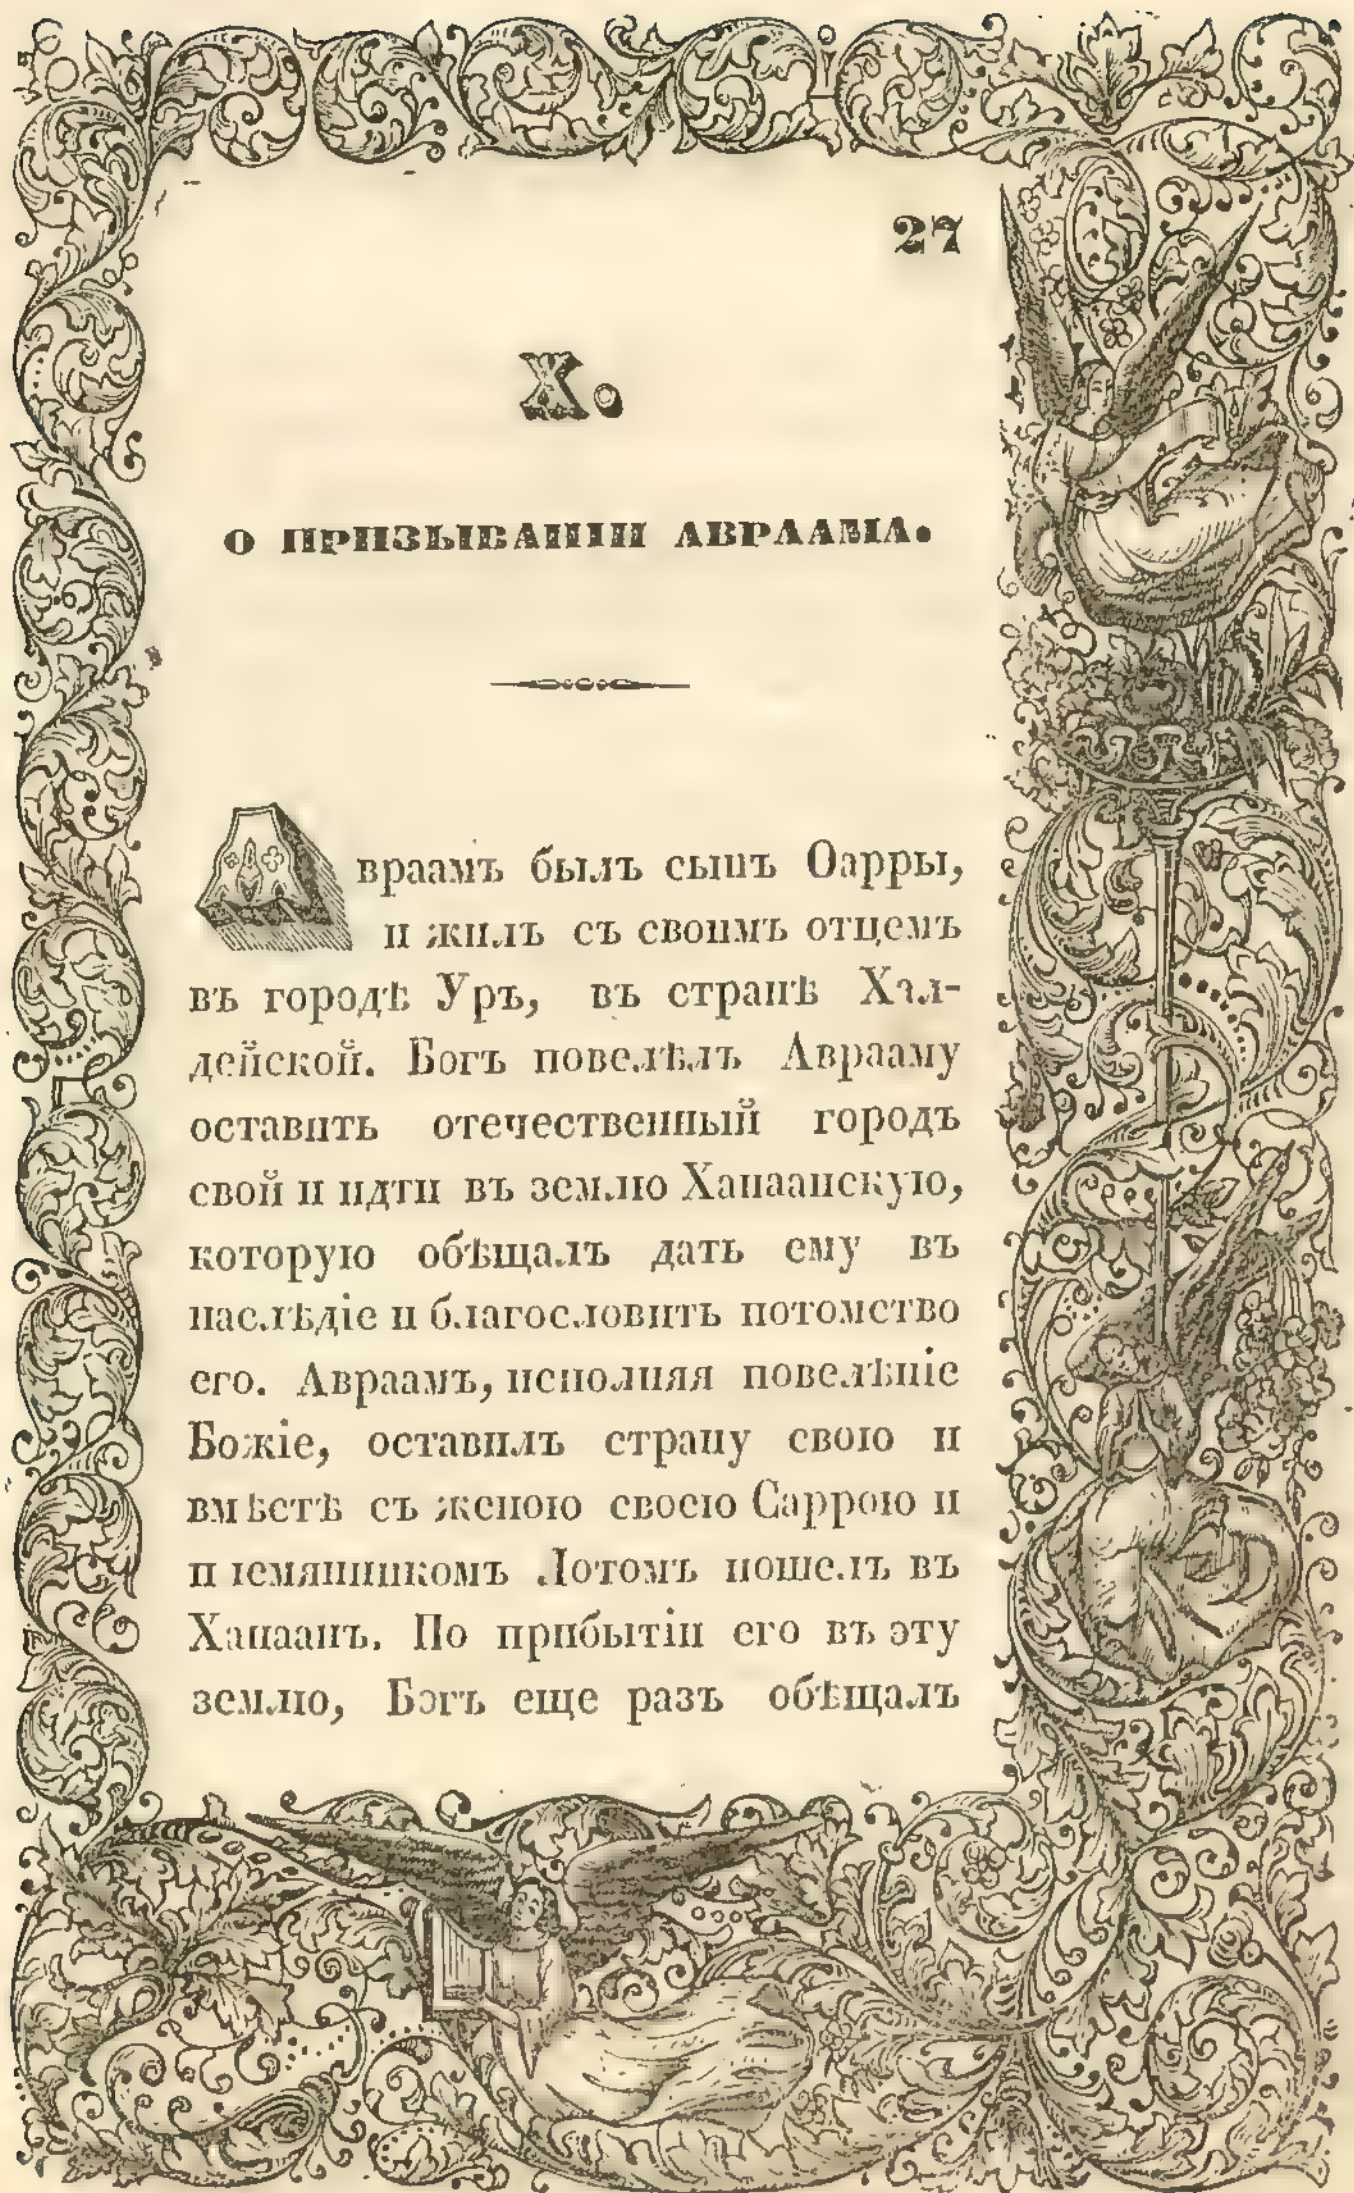 27
X.
О ПРИЗЫВАНІИ АВРААМА.
Авраамъ былъ сынъ Ѳарры,
и жилъ съ своимъ отцемъ
въ городѣ Уръ, въ странѣ Хал-
дейской. Богъ повелѣлъ Аврааму
оставить отечественный городъ
свой и идти въ землю Ханаанскую,
которую обѣщалъ дать ему въ
наслѣдіе и благословить потомство
его. Авраамъ, исполняя повелѣніе
Божіе, оставилъ страну свою и
вмѣстѣ съ женою своею Саррою и
племянникомъ Лотомъ пошелъ въ
Ханаанъ. По прибытіи его въ эту
землю, Богъ еще разъ обѣщалъ